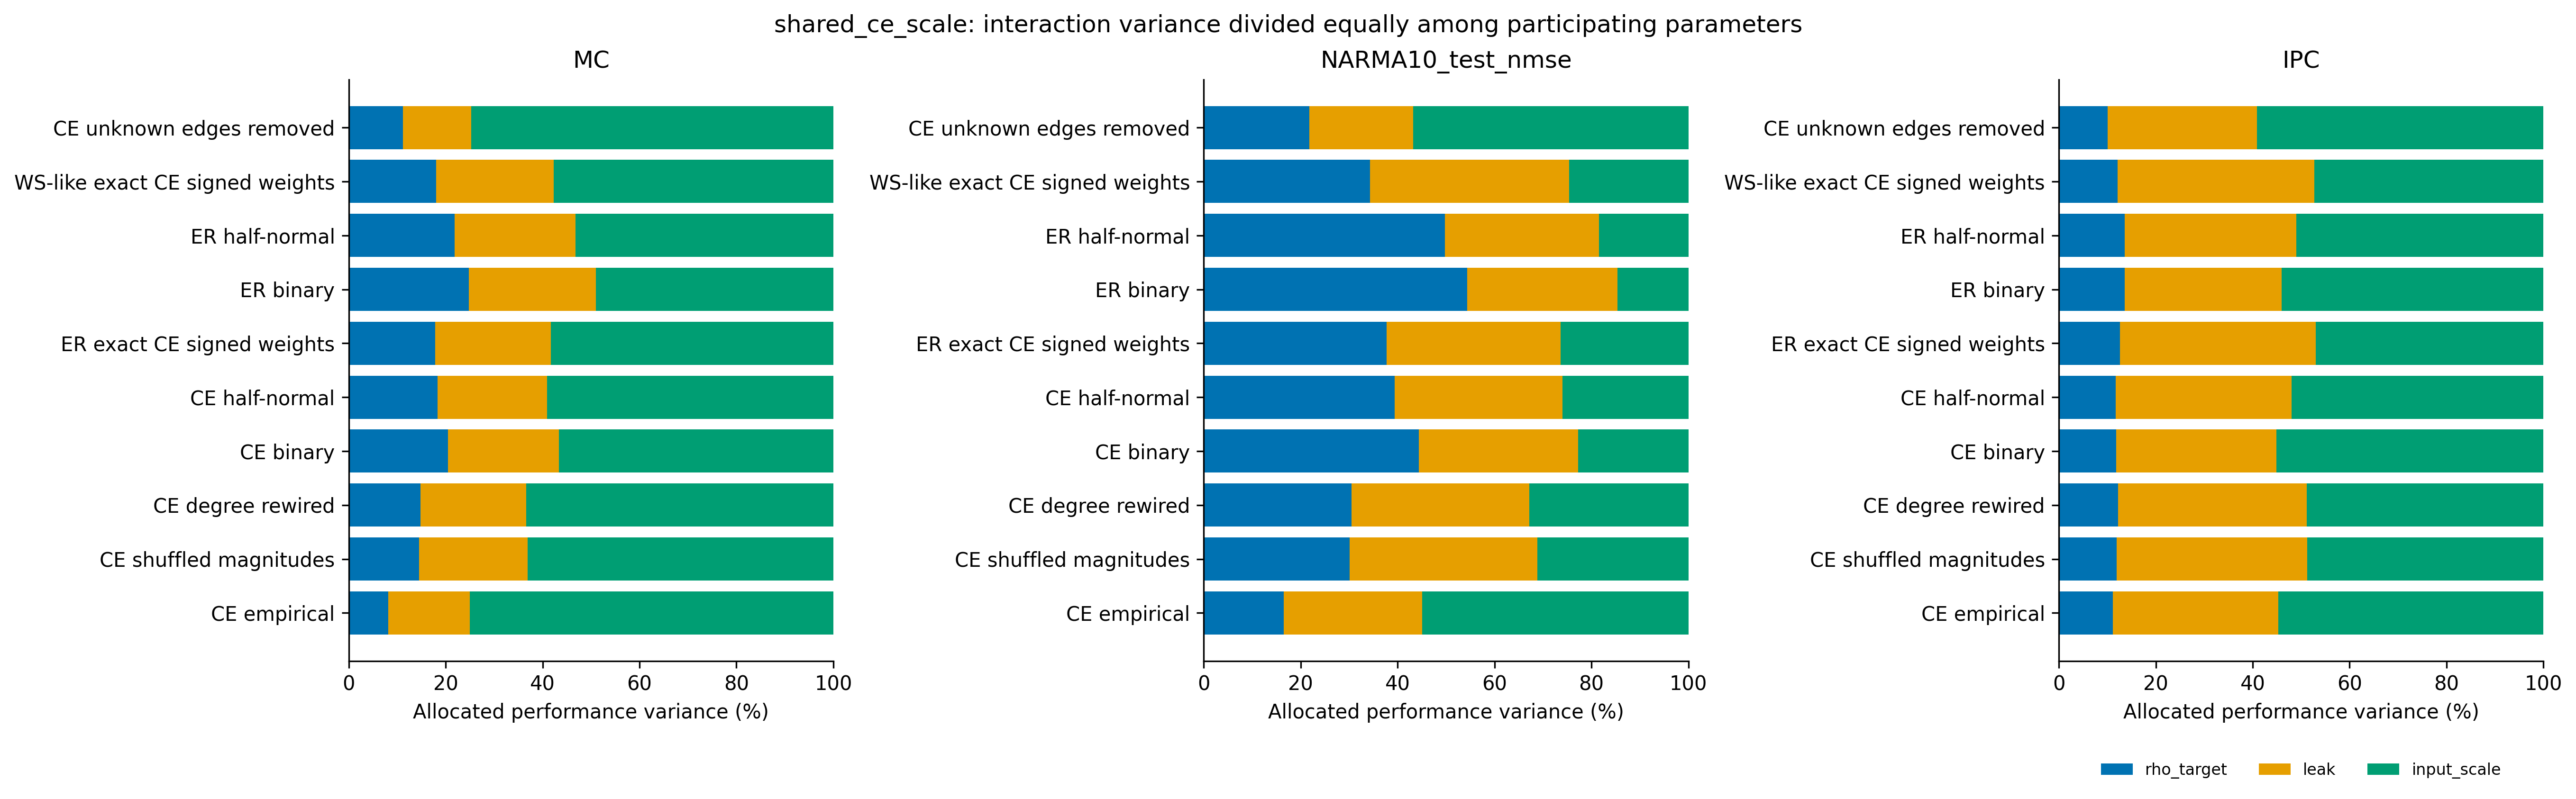 shared_ce_scale: interaction variance divided equally among participating parameters
MC
CE unknown edges removed
WS-like exact CE signed weights
ER half-normal
ER binary
ER exact CE signed weights
CE half-normal
CE binary
CE degree rewired
CE shuffled magnitudes
CE empirical
0 20 40 60 80 100
Allocated performance variance (%)
NARMA10_test_nmse
CE unknown edges removed
WS-like exact CE signed weights
ER half-normal
ER binary
ER exact CE signed weights
CE half-normal
CE binary
CE degree rewired
CE shuffled magnitudes
CE empirical
0 20 40 60 80 100
Allocated performance variance (%)
IPC
CE unknown edges removed
WS-like exact CE signed weights
ER half-normal
ER binary
ER exact CE signed weights
CE half-normal
CE binary
CE degree rewired
CE shuffled magnitudes
CE empirical
0 20 40 60 80 100
Allocated performance variance (%)
rho_target leak input_scale